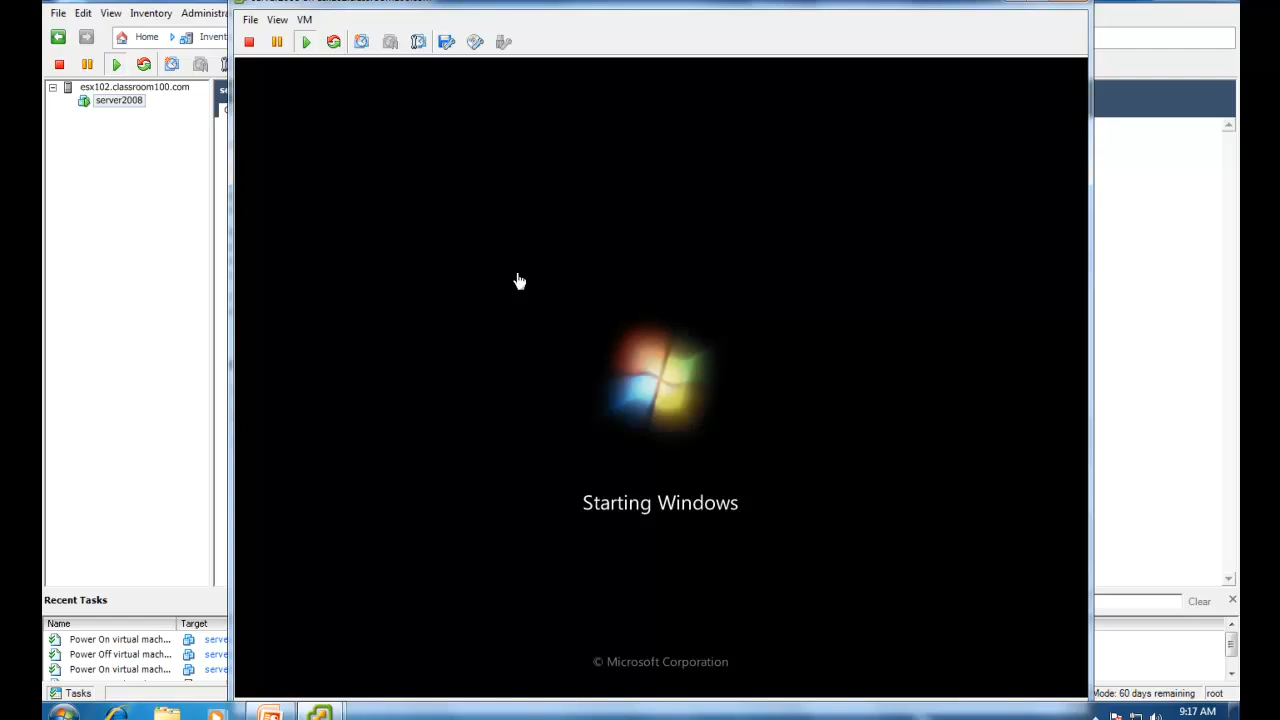 File Edit View Inventory Administra
File View VM
Home Invent
esx102.classroom100.com
server2008
Starting Windows
© Microsoft Corporation
Recent Tasks
Clear
Name Target
Power On virtual mach... serve
Power Off virtual mach... serve
Power On virtual mach... serve
Tasks
Mode: 60 days remaining root
9:17 AM